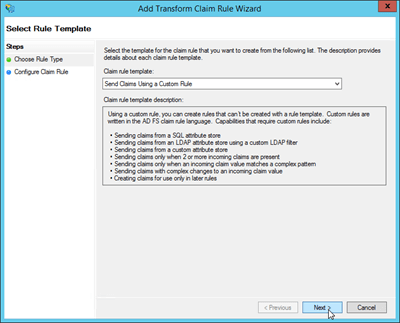 Add Transform Claim Rule Wizard
Select Rule Template
Steps
Choose Rule Type
Configure Claim Rule
Select the template for the claim rule that you want to create from the following list. The description provides
details about each claim rule template.
Claim rule template:
Send Claims Using a Custom Rule
Claim rule template description:
Using a custom rule, you can create rules that can't be created with a rule template. Custom rules are
written in the AD FS claim rule language. Capabilities that require custom rules include:
• Sending claims from a SQL attribute store
• Sending claims from an LDAP attribute store using a custom LDAP filter
• Sending claims from a custom attribute store
• Sending claims only when 2 or more incoming claims are present
• Sending claims only when an incoming claim value matches a complex pattern
• Sending claims with complex changes to an incoming claim value
• Creating claims for use only in later rules
< Previous
Next >
Cancel